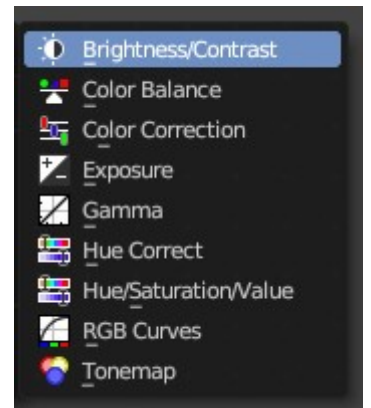 Brightness/Contrast
Color Balance
Color Correction
Exposure
Gamma
Hue Correct
Hue/Saturation/Value
RGB Curves
Tonemap